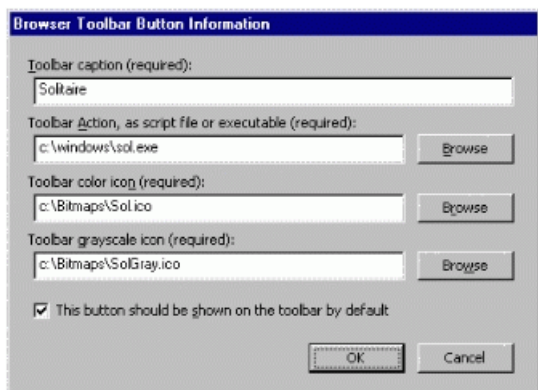 Browser Toolbar Button Information
Toolbar caption (required):
Solitaire
Toolbar Action, as script file or executable (required):
c:\windows\sol.exe
Browse
Toolbar color icon (required):
c:\Bitmaps\Sol.ico
Browse
Toolbar grayscale icon (required):
c:\Bitmaps\SolGray.ico
Browse
This button should be shown on the toolbar by default
OK
Cancel